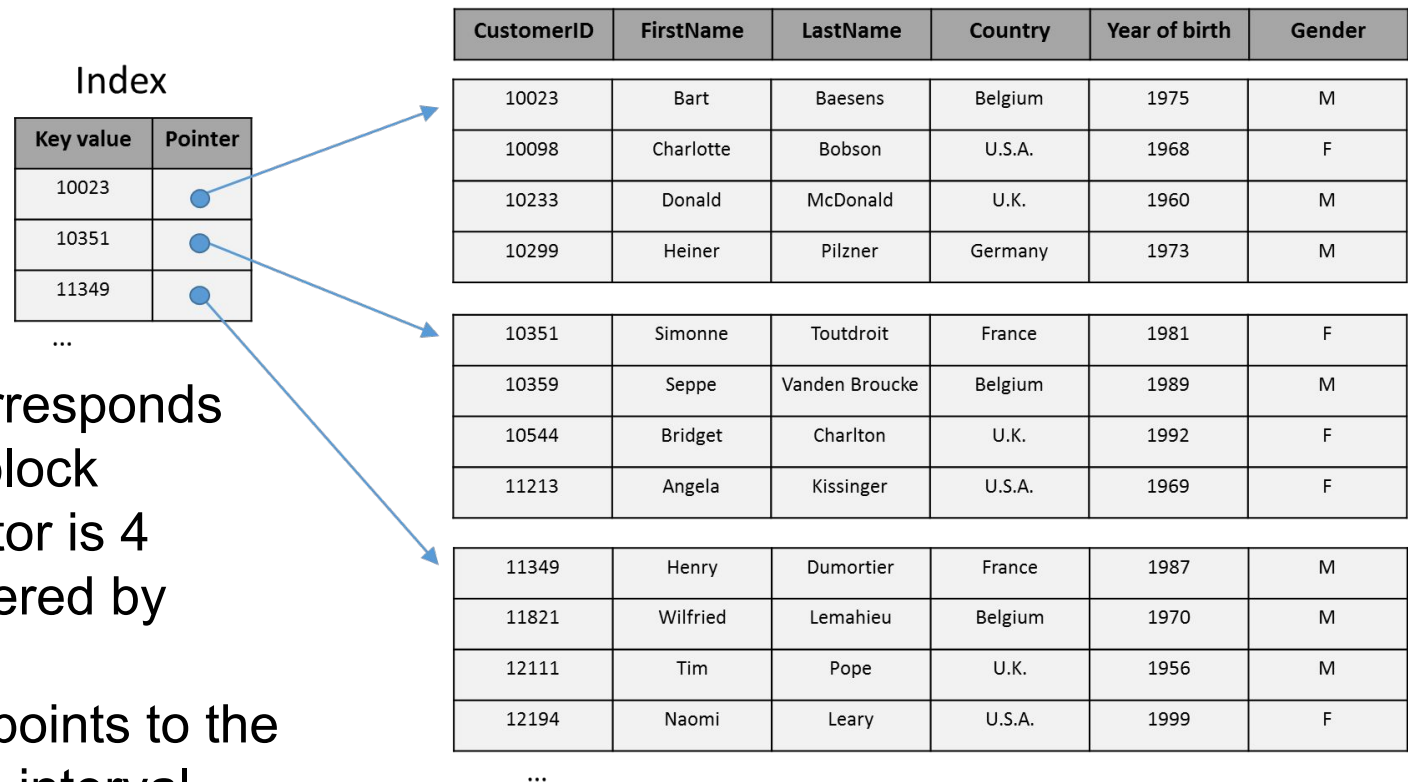 CustomerID FirstName LastName Country Year of birth Gender
Index
Key value Pointer
10023
10351
11349
...
10023 Bart Baesens Belgium 1975 M
10098 Charlotte Bobson U.S.A. 1968 F
10233 Donald McDonald U.K. 1960 M
10299 Heiner Pilzner Germany 1973 M
10351 Simonne Toutdroit France 1981 F
10359 Seppe Vanden Broucke Belgium 1989 M
10544 Bridget Charlton U.K. 1992 F
11213 Angela Kissinger U.S.A. 1969 F
11349 Henry Dumortier France 1987 M
11821 Wilfried Lemahieu Belgium 1970 M
12111 Tim Pope U.K. 1956 M
12194 Naomi Leary U.S.A. 1999 F
...
rresponds
lock
tor is 4
ered by
points to the
interval